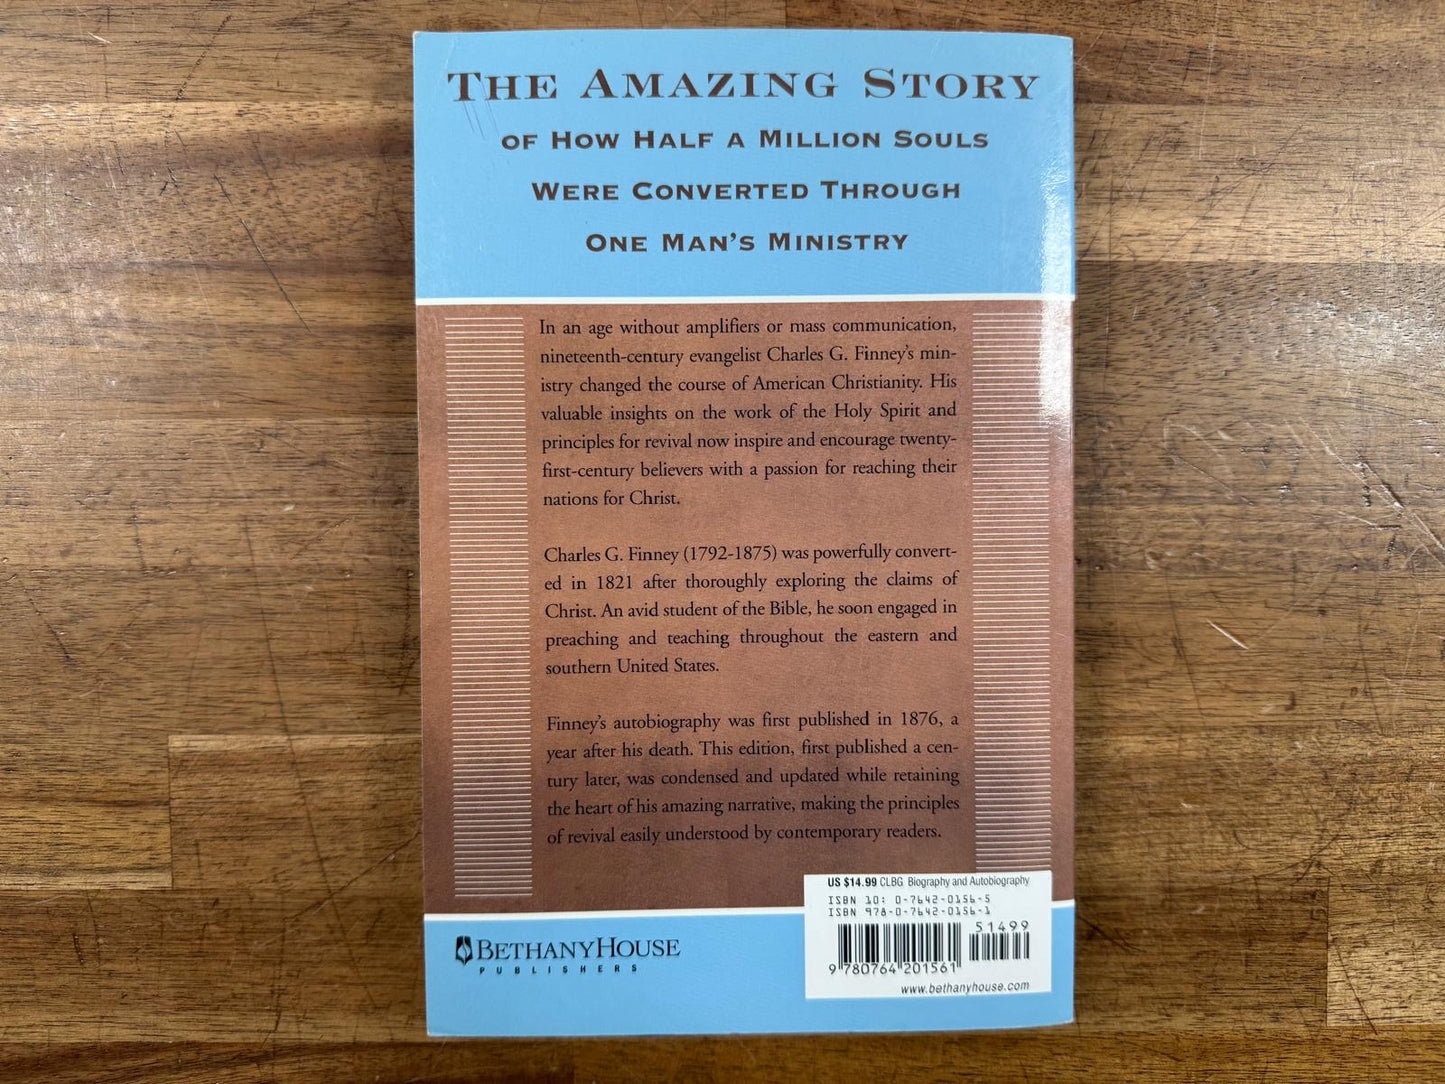 THE AMAZING STORY
OF HOW HALF A MILLION SOULS
WERE CONVERTED THROUGH
ONE MAN'S MINISTRY
In an age without amplifiers or mass communication,
nineteenth-century evangelist Charles G. Finney's min-
istry changed the course of American Christianity. His
valuable insights on the work of the Holy Spirit and
principles for revival now inspire and encourage twenty-
first-century believers with a passion for reaching their
nations for Christ.
Charles G. Finney (1792-1875) was powerfully convert-
ed in 1821 after thoroughly exploring the claims of
Christ. An avid student of the Bible, he soon engaged in
preaching and teaching throughout the eastern and
southern United States.
Finney's autobiography was first published in 1876, a
year after his death. This edition, first published a cen-
tury later, was condensed and updated while retaining
the heart of his amazing narrative, making the principles
of revival easily understood by contemporary readers.
US $14.99 CLBG Biography and Autobiography
ISBN 10: 0-7642-0156-5
ISBN 978-0-7642-0156-1
51499
9 780764 201561
www.bethanyhouse.com
BETHANYHOUSE
PUBLISHERS